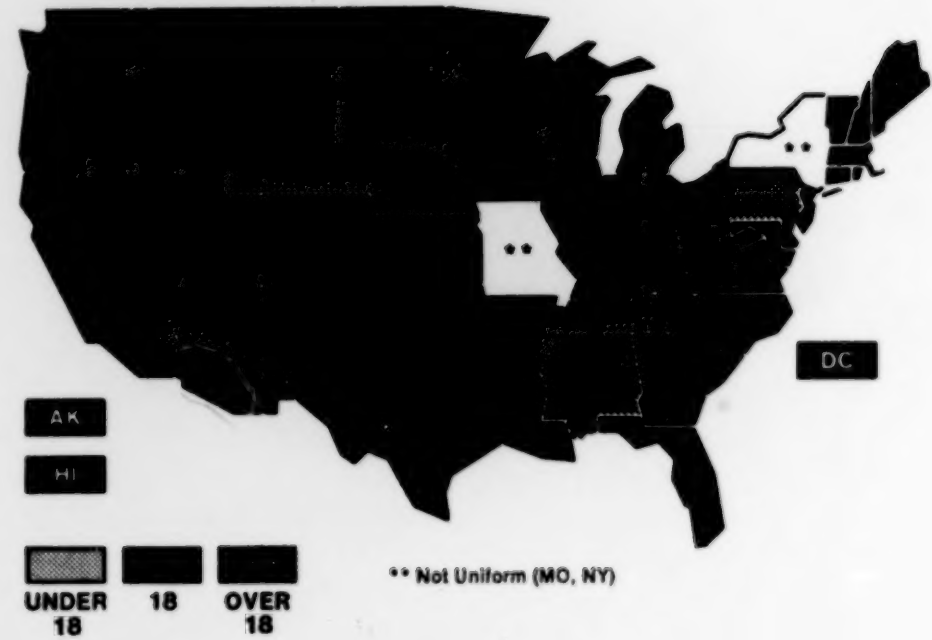 **
**
DC
AK
HI
** Not Uniform (MO, NY)
UNDER 18
18
OVER 18